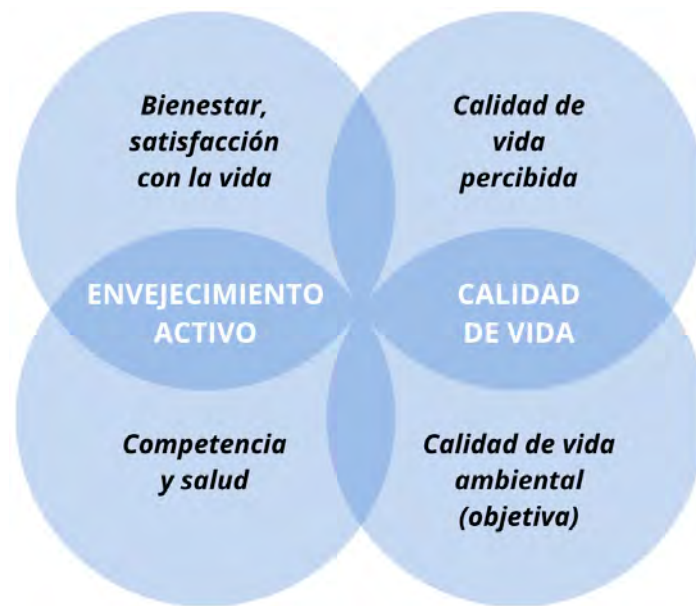 Bienestar,
satisfacción
con la vida
Calidad de
vida
percibida
ENVEJECIMIENTO
ACTIVO
CALIDAD
DE VIDA
Competencia
y salud
Calidad de vida
ambiental
(objetiva)